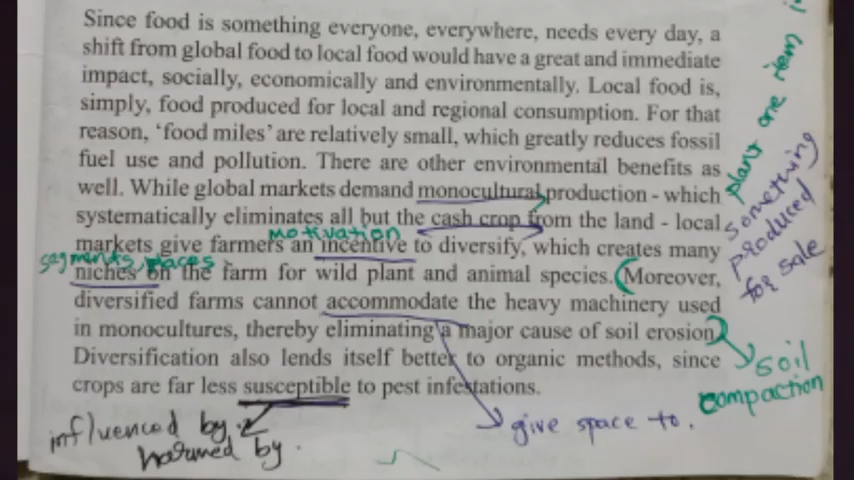 Since food is something everyone, everywhere, needs every day, a
shift from global food to local food would have a great and immediate
impact, socially, economically and environmentally. Local food is,
simply, food produced for local and regional consumption. For that
reason, 'food miles' are relatively small, which greatly reduces fossil
fuel use and pollution. There are other environmental benefits as
well. While global markets demand monocultural production - which
systematically eliminates all but the cash crop from the land - local
motivation
markets give farmers an incentive to diversify, which creates many
segments, places
niches on the farm for wild plant and animal species. (Moreover,
diversified farms cannot accommodate the heavy machinery used
in monocultures, thereby eliminating a major cause of soil erosion.)
Diversification also lends itself better to organic methods, since
crops are far less susceptible to pest infestations.
plant one item
something
produced
for sale
soil
compaction
give space to.
influenced by.
harmed by.